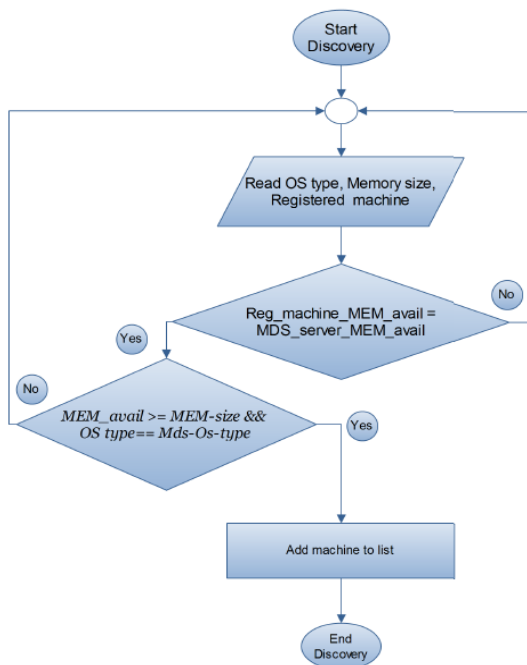 Start
Discovery
Read OS type, Memory size,
Registered machine
Reg_machine_MEM_avail =
MDS_server_MEM_avail
No
Yes
No
MEM_avail >= MEM-size &&
OS type== Mds-Os-type
Yes
Add machine to list
End
Discovery